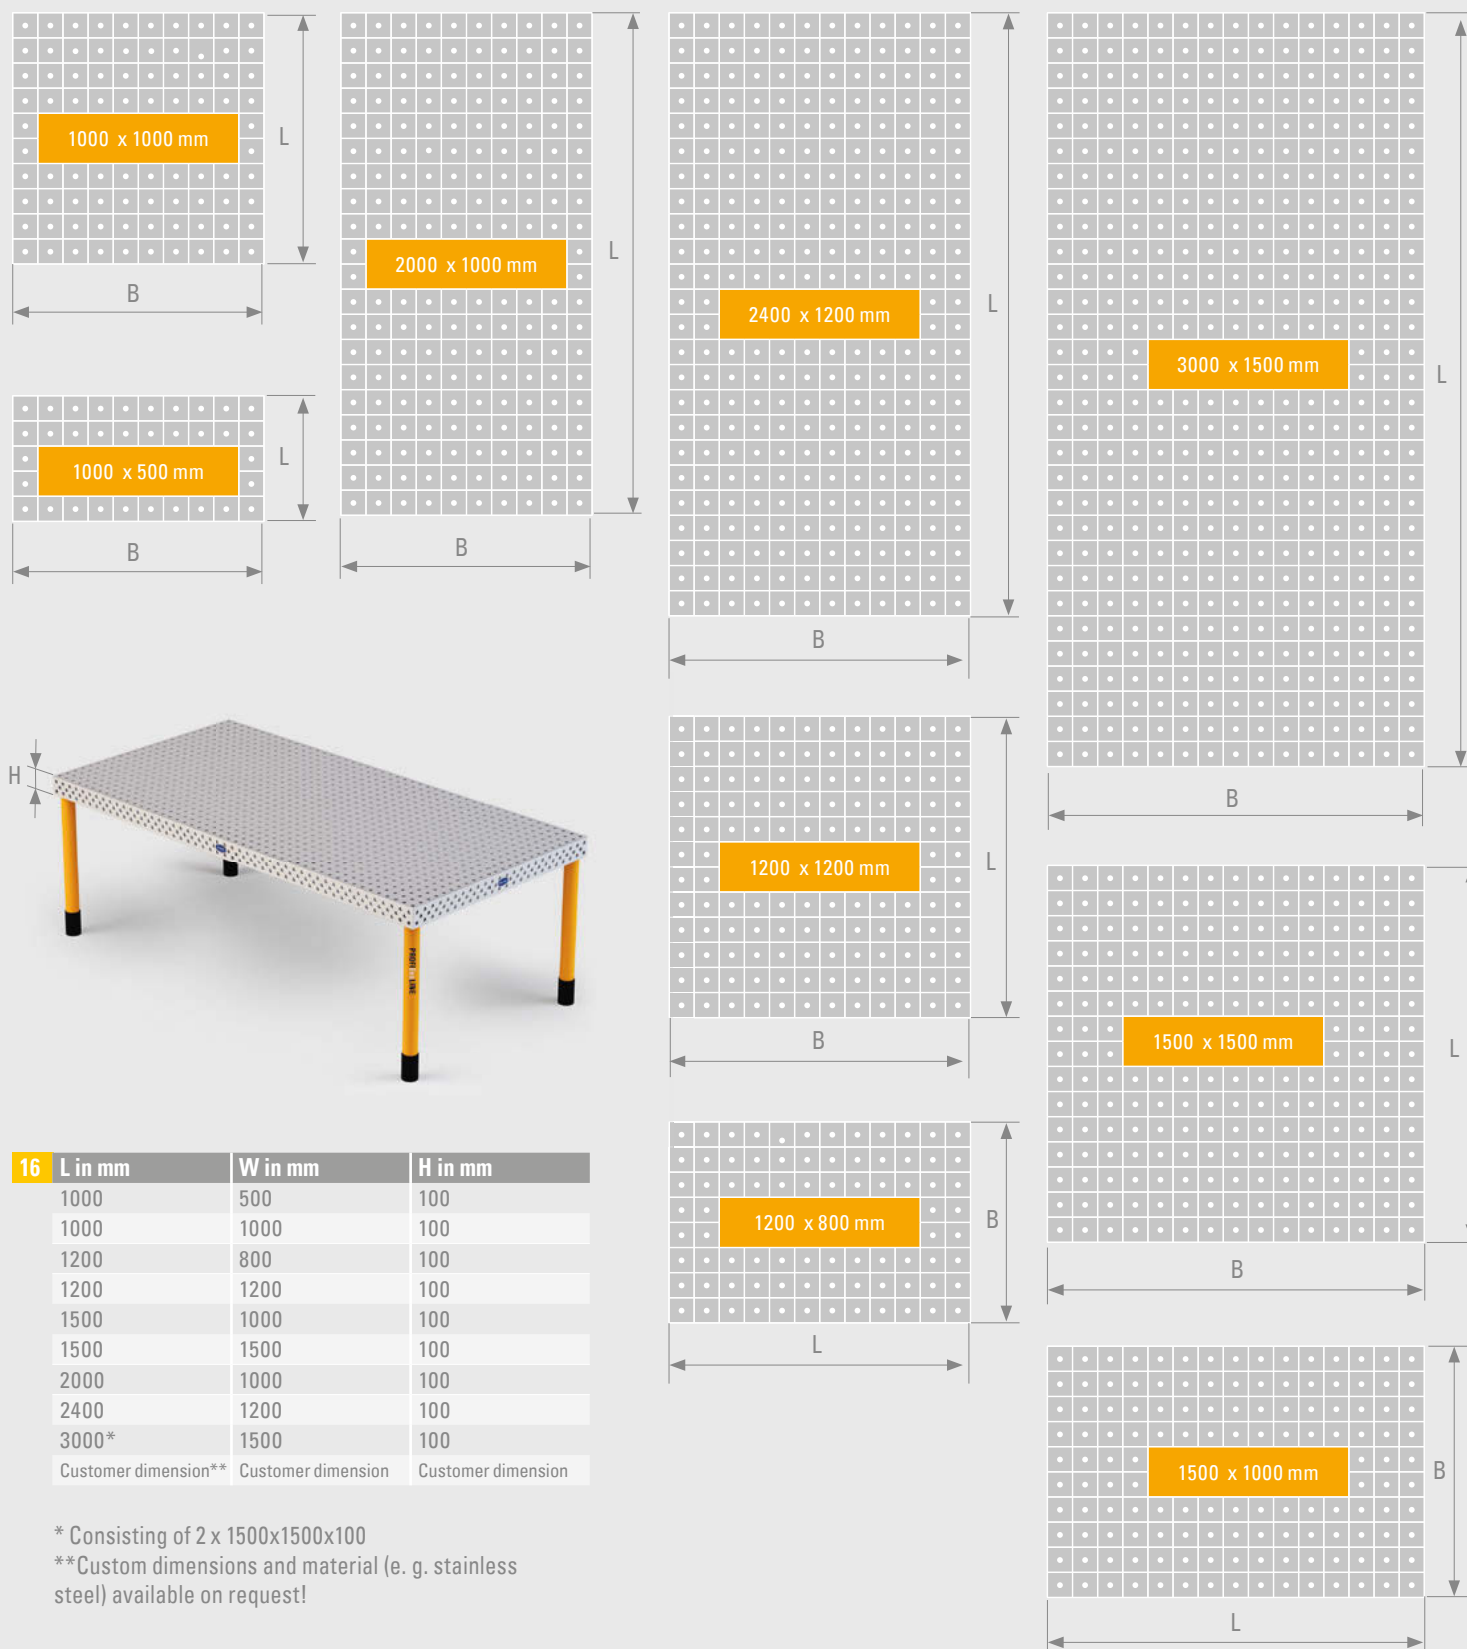 1000 x 1000 mm
L
B
1000 x 500 mm
L
B
2000 x 1000 mm
L
B
2400 x 1200 mm
L
B
3000 x 1500 mm
L
B
1200 x 1200 mm
L
B
1500 x 1500 mm
L
B
1200 x 800 mm
B
L
1500 x 1000 mm
B
L
H
PROFI LINE
16 L in mm W in mm H in mm
1000 500 100
1000 1000 100
1200 800 100
1200 1200 100
1500 1000 100
1500 1500 100
2000 1000 100
2400 1200 100
3000* 1500 100
Customer dimension** Customer dimension Customer dimension
* Consisting of 2 x 1500x1500x100
**Custom dimensions and material (e. g. stainless
steel) available on request!